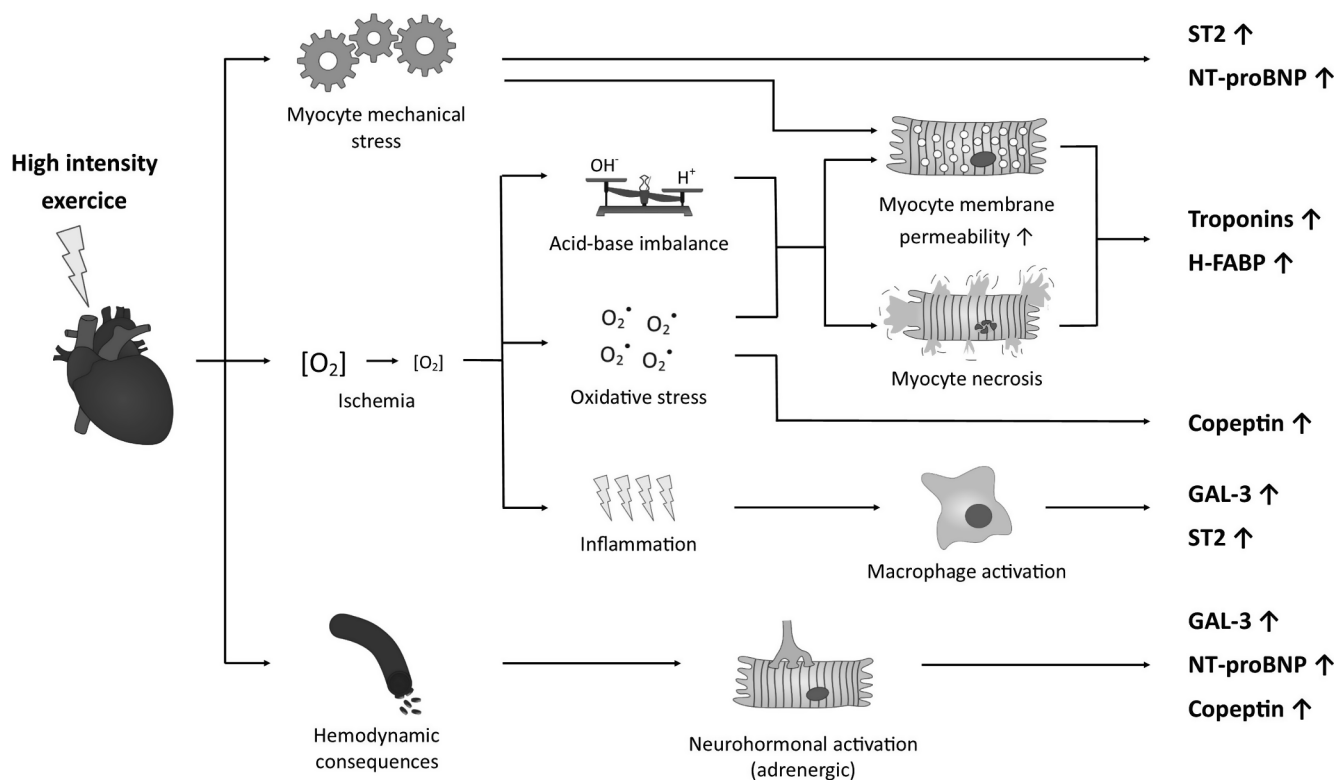 High intensity
exercice
Myocyte mechanical
stress
ST2 ↑
NT-proBNP ↑
OH⁻
H⁺
Acid-base imbalance
Myocyte membrane
permeability ↑
Troponins ↑
H-FABP ↑
[O₂]
[O₂]
Ischemia
O₂•
O₂•
O₂•
O₂•
Oxidative stress
Myocyte necrosis
Copeptin ↑
Inflammation
Macrophage activation
GAL-3 ↑
ST2 ↑
Hemodynamic
consequences
Neurohormonal activation
(adrenergic)
GAL-3 ↑
NT-proBNP ↑
Copeptin ↑